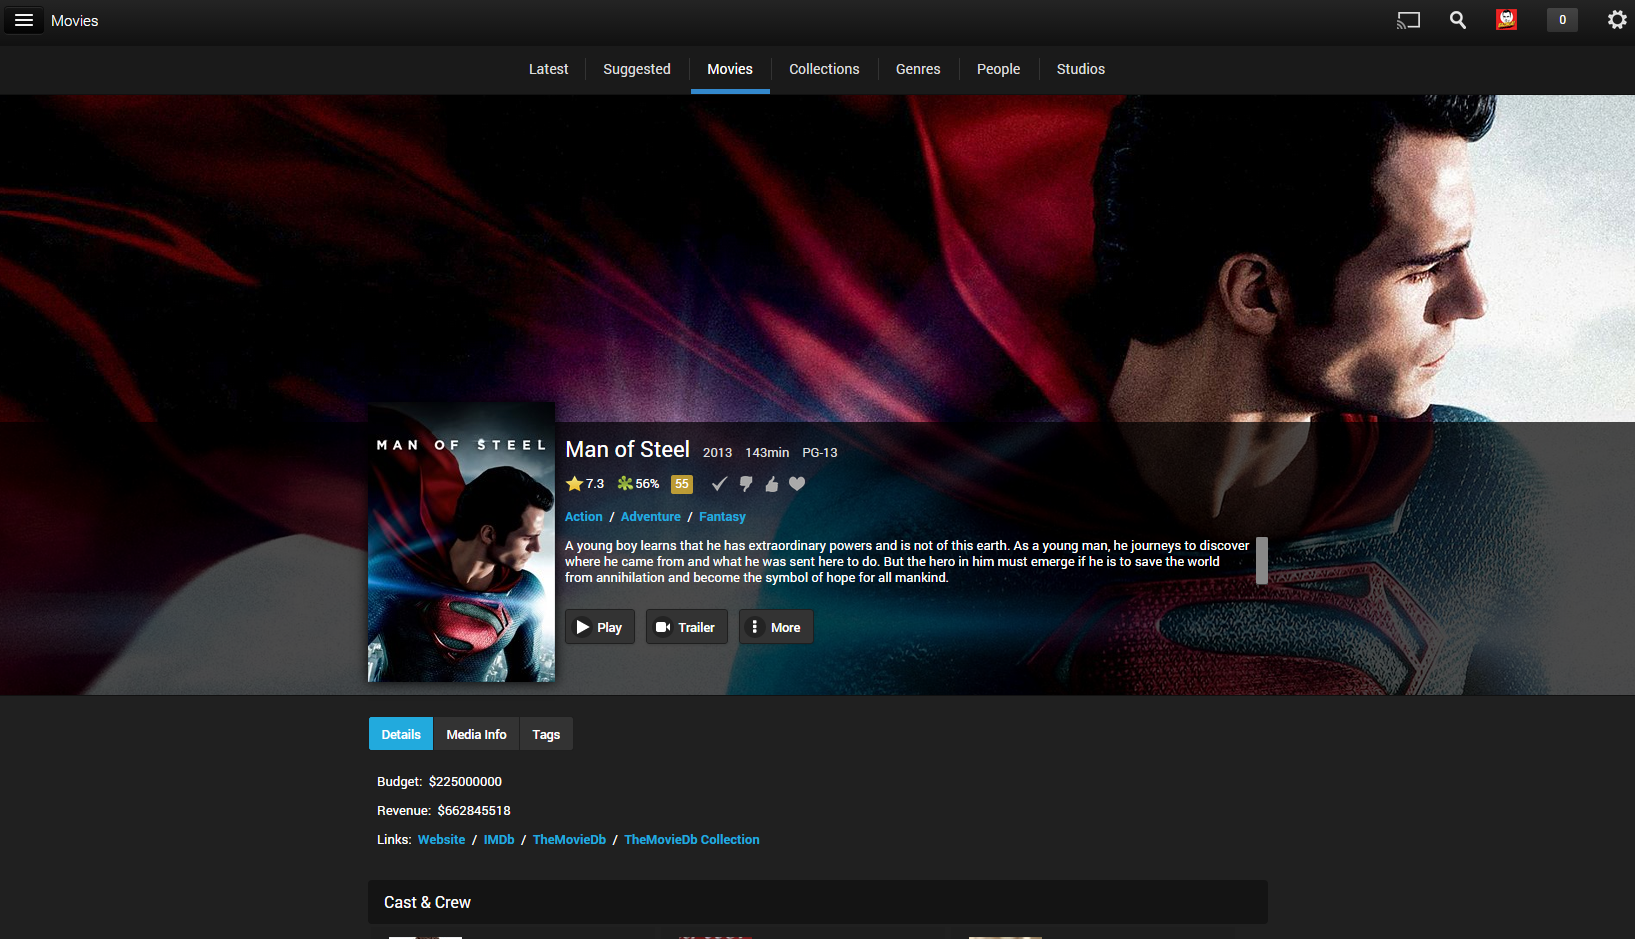 Movies
0
Latest
Suggested
Movies
Collections
Genres
People
Studios
MAN OF STEEL
Man of Steel 2013 143min PG-13
7.3 56% 55
Action / Adventure / Fantasy
A young boy learns that he has extraordinary powers and is not of this earth. As a young man, he journeys to discover
where he came from and what he was sent here to do. But the hero in him must emerge if he is to save the world
from annihilation and become the symbol of hope for all mankind.
Play
Trailer
More
Details
Media Info
Tags
Budget: $225000000
Revenue: $662845518
Links: Website / IMDb / TheMovieDb / TheMovieDb Collection
Cast & Crew